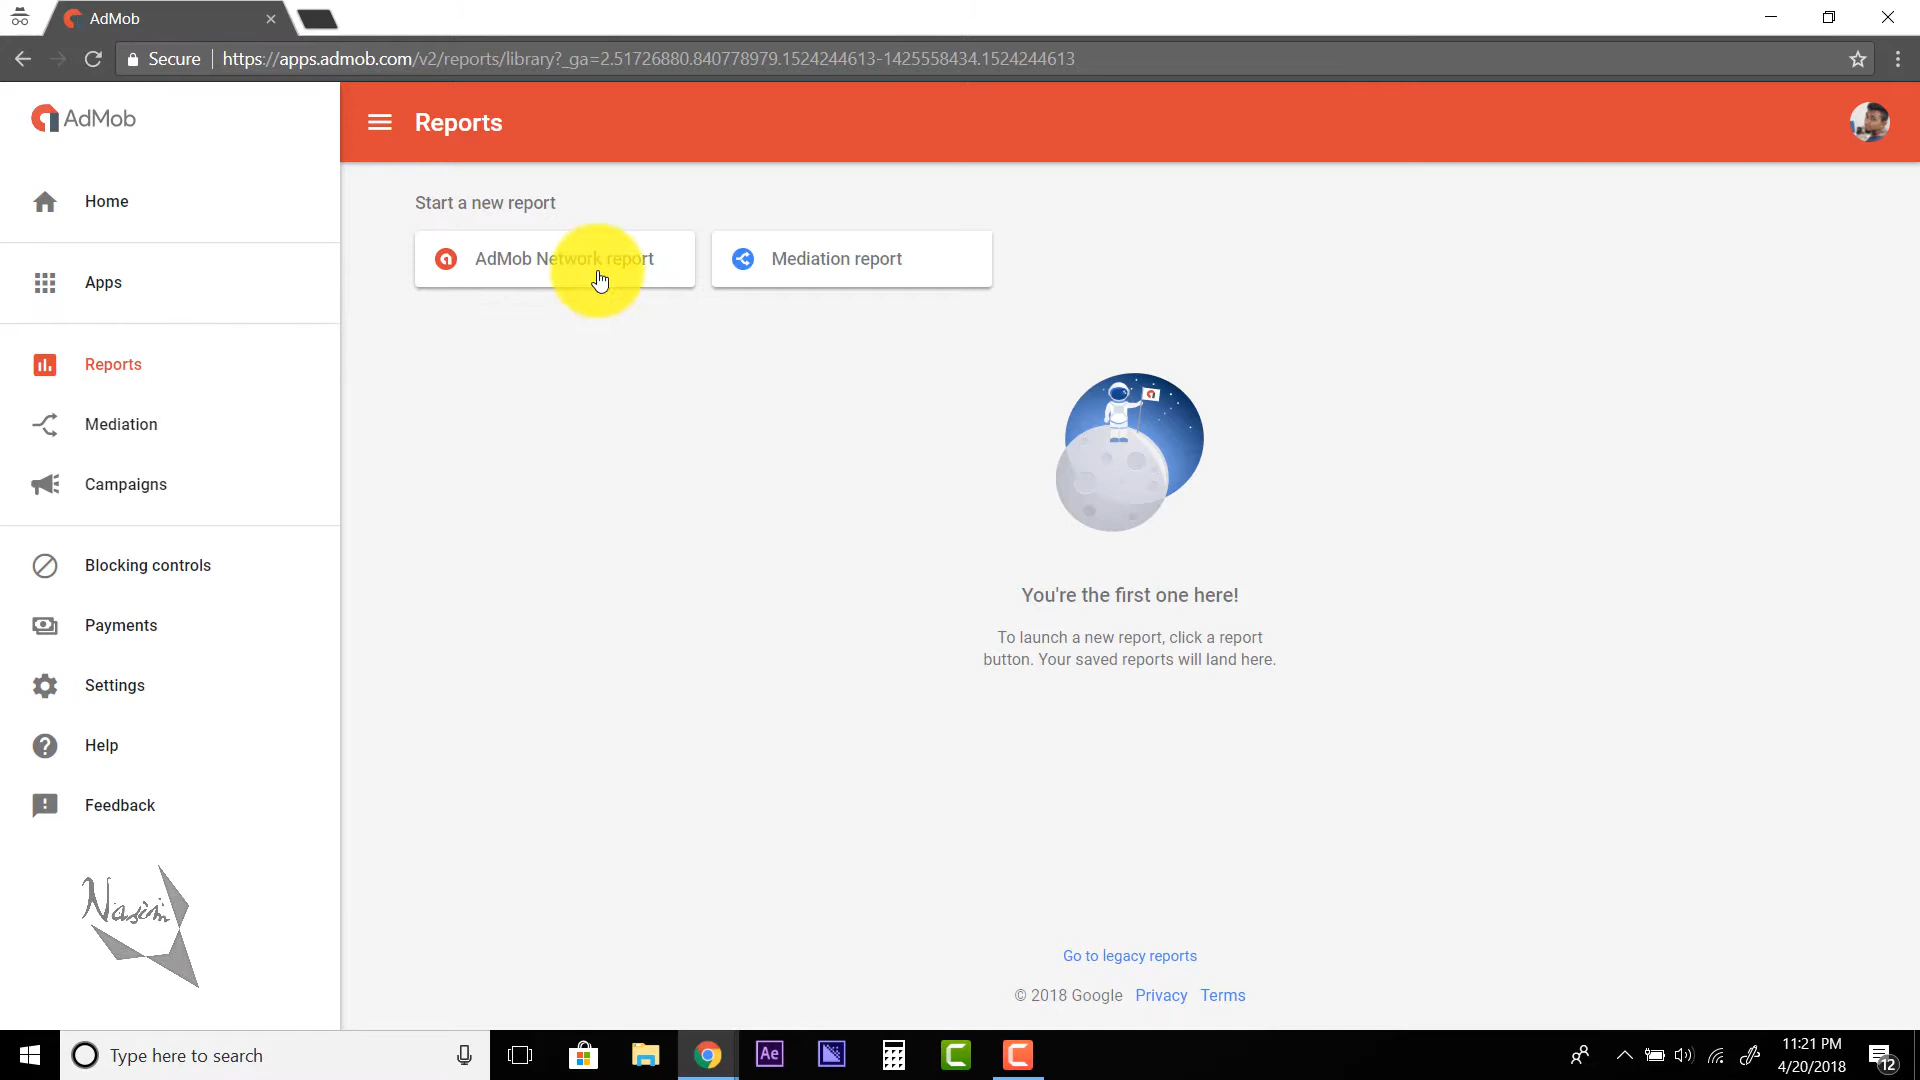 AdMob
Secure
https://apps.admob.com/v2/reports/library?_ga=2.51726880.840778979.1524244613-1425558434.1524244613
AdMob
Reports
Home
Apps
Reports
Mediation
Campaigns
Blocking controls
Payments
Settings
Help
Feedback
Nasim
Start a new report
AdMob Network report
Mediation report
You're the first one here!
To launch a new report, click a report
button. Your saved reports will land here.
Go to legacy reports
© 2018 Google Privacy Terms
Type here to search
Ae
11:21 PM
4/20/2018
12